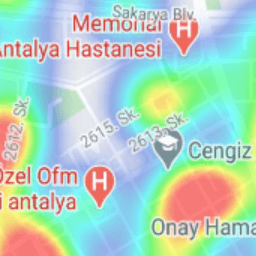 Sakarya Blv.
Memorial
Antalya Hastanesi
2612. Sk.
2615. Sk.
2613. Sk.
Cengiz
Özel Ofm
i antalya
Onay Hama